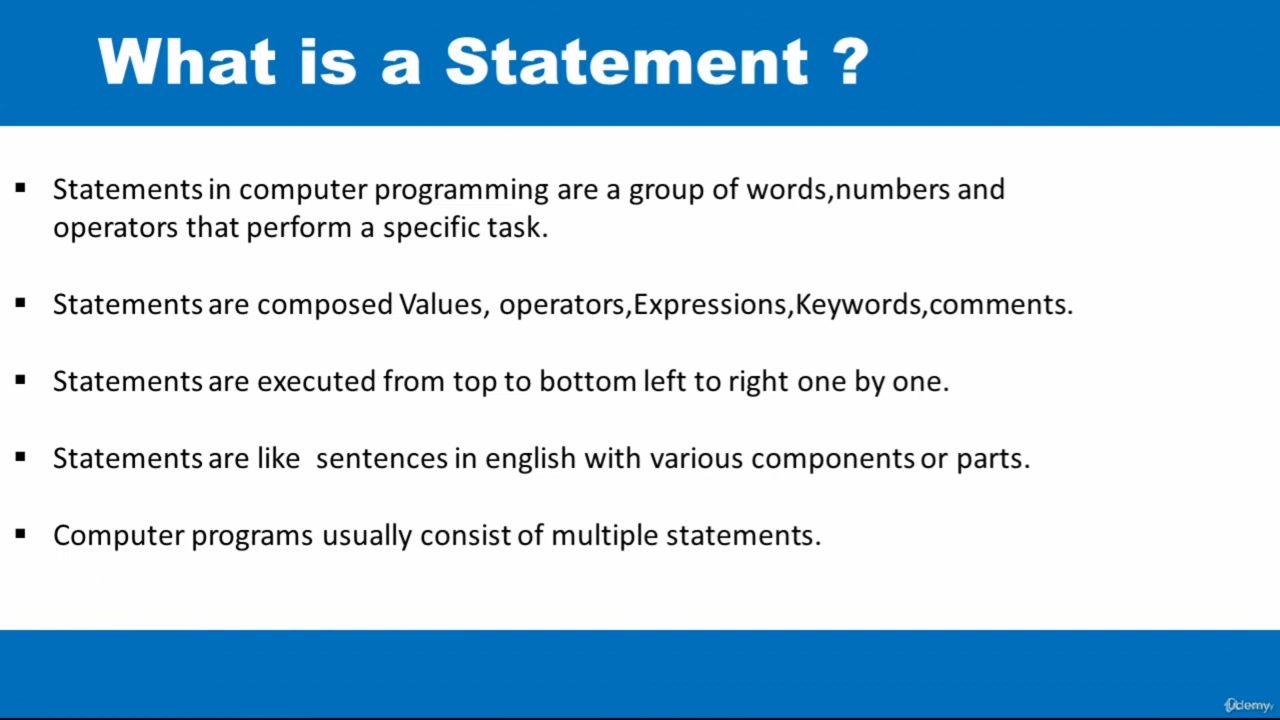 What is a Statement ?
▪ Statements in computer programming are a group of words,numbers and
operators that perform a specific task.
▪ Statements are composed Values, operators,Expressions,Keywords,comments.
▪ Statements are executed from top to bottom left to right one by one.
▪ Statements are like  sentences in english with various components or parts.
▪ Computer programs usually consist of multiple statements.
Udemy